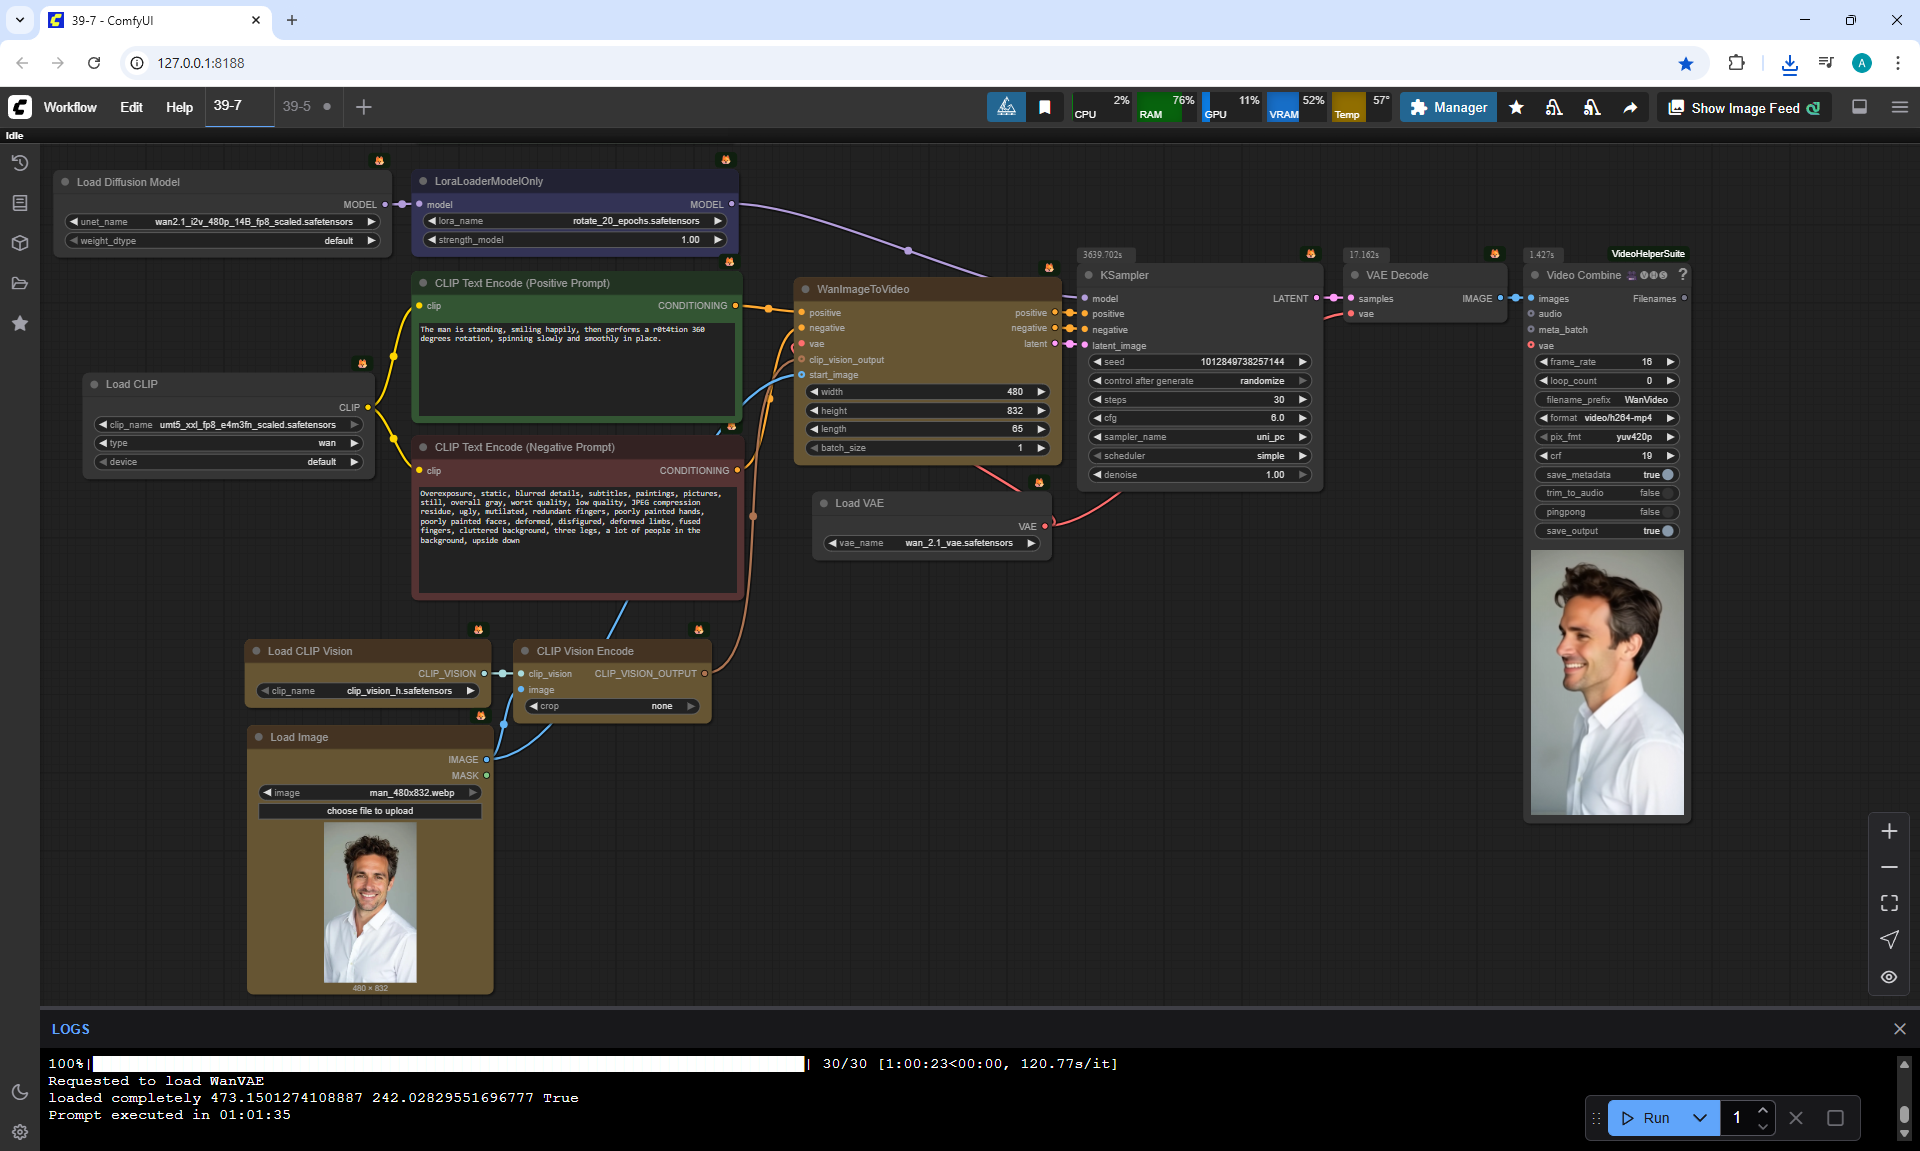 39-7 - ComfyUI
127.0.0.1:8188
A
Workflow
Edit
Help
39-7
39-5
CPU 2%
RAM 76%
GPU 11%
VRAM 52%
Temp 57°
Manager
Show Image Feed
Idle
Load Diffusion Model
MODEL
unet_name wan2.1_i2v_480p_14B_fp8_scaled.safetensors
weight_dtype default
LoraLoaderModelOnly
model MODEL
lora_name rotate_20_epochs.safetensors
strength_model 1.00
CLIP Text Encode (Positive Prompt)
clip CONDITIONING
The man is standing, smiling happily, then performs a r0t4tion 360
degrees rotation, spinning slowly and smoothly in place.
Load CLIP
CLIP
clip_name umt5_xxl_fp8_e4m3fn_scaled.safetensors
type wan
device default
CLIP Text Encode (Negative Prompt)
clip CONDITIONING
Overexposure, static, blurred details, subtitles, paintings, pictures,
still, overall gray, worst quality, low quality, JPEG compression
residue, ugly, mutilated, redundant fingers, poorly painted hands,
poorly painted faces, deformed, disfigured, deformed limbs, fused
fingers, cluttered background, three legs, a lot of people in the
background, upside down
Load CLIP Vision
CLIP_VISION
clip_name clip_vision_h.safetensors
CLIP Vision Encode
clip_vision CLIP_VISION_OUTPUT
image
crop none
Load Image
IMAGE
MASK
image man_480x832.webp
choose file to upload
480 × 832
WanImageToVideo
positive positive
negative negative
vae latent
clip_vision_output
start_image
width 480
height 832
length 65
batch_size 1
Load VAE
VAE
vae_name wan_2.1_vae.safetensors
3639.702s
KSampler
model LATENT
positive
negative
latent_image
seed 1012849738257144
control after generate randomize
steps 30
cfg 6.0
sampler_name uni_pc
scheduler simple
denoise 1.00
17.162s
VAE Decode
samples IMAGE
vae
1.427s
VideoHelperSuite
Video Combine VHS ?
images Filenames
audio
meta_batch
vae
frame_rate 16
loop_count 0
filename_prefix WanVideo
format video/h264-mp4
pix_fmt yuv420p
crf 19
save_metadata true
trim_to_audio false
pingpong false
save_output true
LOGS
100%| | 30/30 [1:00:23<00:00, 120.77s/it]
Requested to load WanVAE
loaded completely 473.1501274108887 242.02829551696777 True
Prompt executed in 01:01:35
Run
1